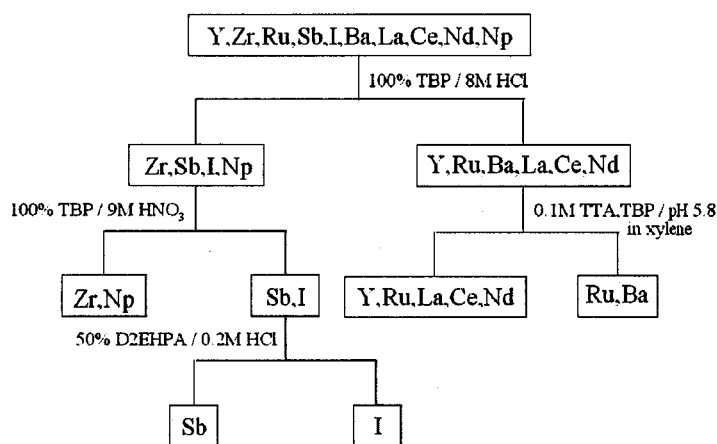 Y,Zr,Ru,Sb,I,Ba,La,Ce,Nd,Np
100% TBP / 8M HCl
Zr,Sb,I,Np
Y,Ru,Ba,La,Ce,Nd
100% TBP / 9M HNO₃
0.1M TTA,TBP / pH 5.8
in xylene
Zr,Np
Sb,I
Y,Ru,La,Ce,Nd
Ru,Ba
50% D2EHPA / 0.2M HCl
Sb
I